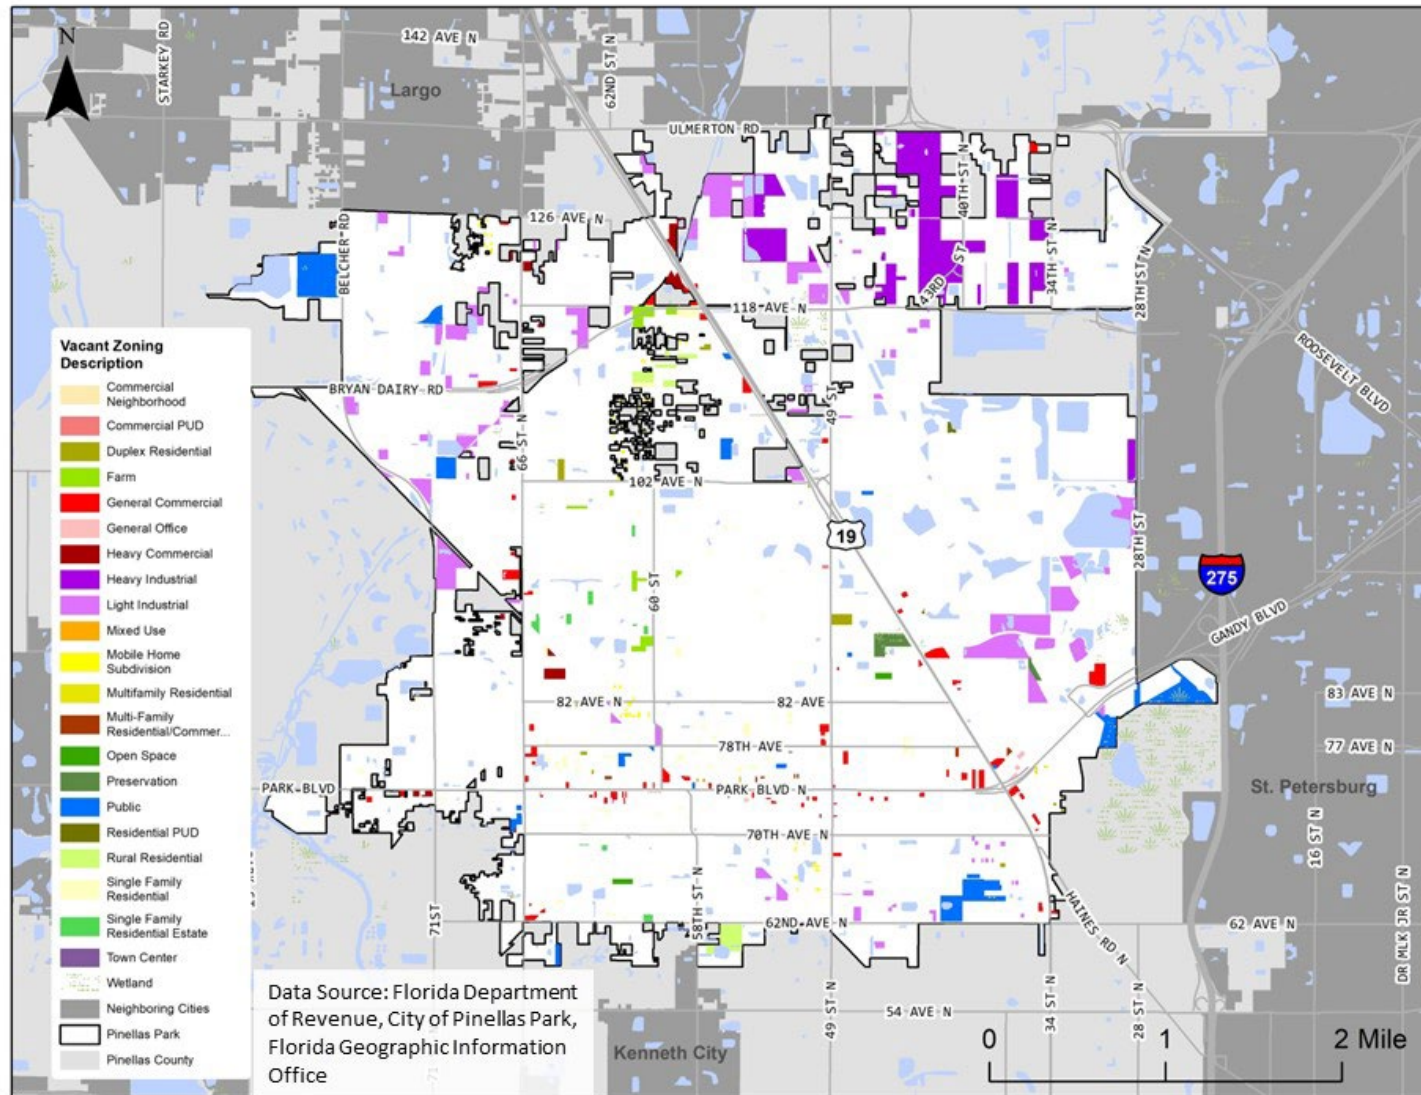 N
STARKEY RD
142 AVE N
62ND ST N
Largo
ULMERTON RD
40TH ST N
126 AVE N
BELCHER RD
34TH ST N
28TH ST N
43RD ST
118 AVE N
ROOSEVELT BLVD
BRYAN DAIRY RD
49 ST
66 ST N
102 AVE N
19
28TH ST
275
60 ST
GANDY BLVD
82 AVE N
82 AVE
83 AVE N
78TH AVE
77 AVE N
PARK BLVD
PARK BLVD N
St. Petersburg
70TH AVE N
16 ST N
58TH ST N
HAINES RD N
71ST
62ND AVE N
62 AVE N
DR MLK JR ST N
49 ST N
54 AVE N
34 ST N
28 ST N
Kenneth City
Vacant Zoning
Description
Commercial
Neighborhood
Commercial PUD
Duplex Residential
Farm
General Commercial
General Office
Heavy Commercial
Heavy Industrial
Light Industrial
Mixed Use
Mobile Home
Subdivision
Multifamily Residential
Multi-Family
Residential/Commer...
Open Space
Preservation
Public
Residential PUD
Rural Residential
Single Family
Residential
Single Family
Residential Estate
Town Center
Wetland
Neighboring Cities
Pinellas Park
Pinellas County
Data Source: Florida Department
of Revenue, City of Pinellas Park,
Florida Geographic Information
Office
0 1 2 Mile